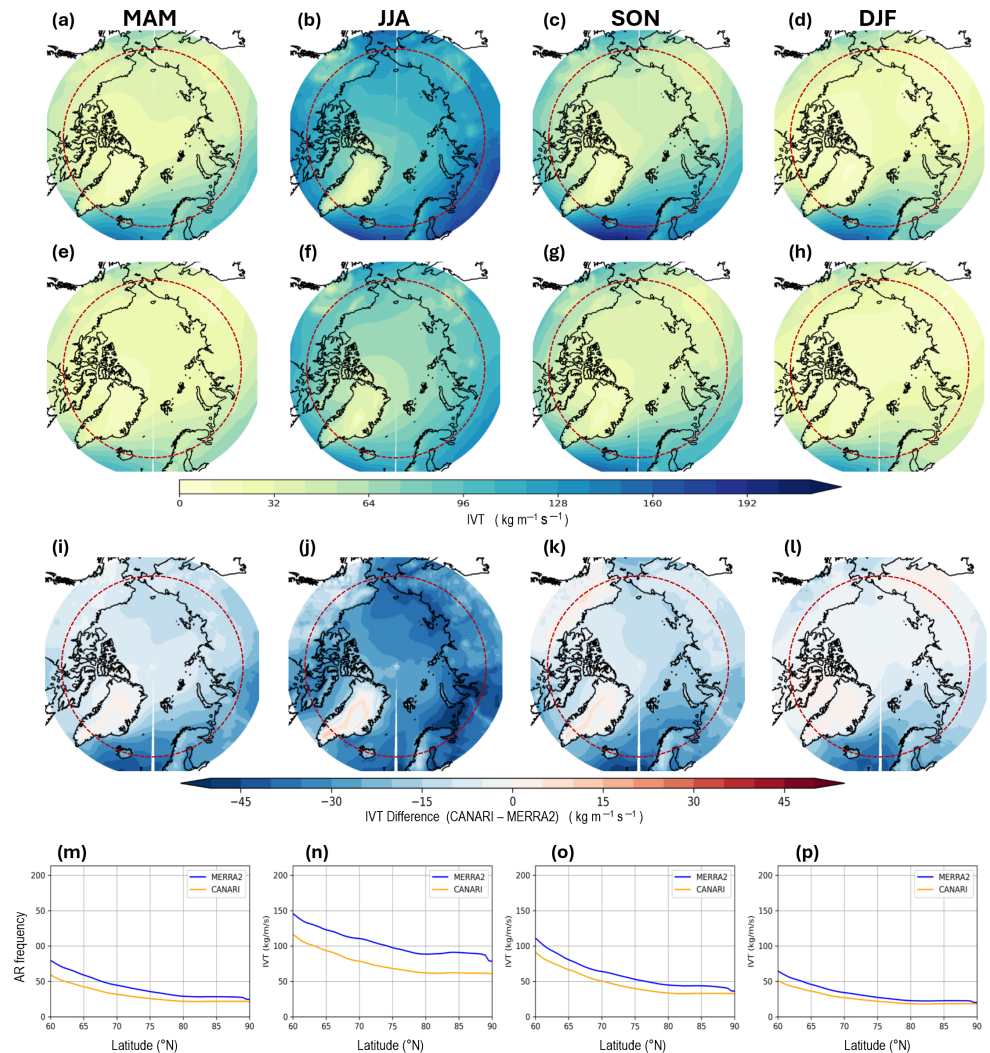 (a) MAM (b) JJA (c) SON (d) DJF
(e) (f) (g) (h)
0 32 64 96 128 160 192
IVT ( kg m⁻¹ s⁻¹ )
(i) (j) (k) (l)
−45 −30 −15 0 15 30 45
IVT Difference (CANARI – MERRA2) ( kg m⁻¹ s⁻¹ )
(m) (n) (o) (p)
200 MERRA2 CANARI 200 MERRA2 CANARI 200 MERRA2 CANARI 200 MERRA2 CANARI
50 150 150 150
AR frequency 00 IVT (kg/m/s) 100 IVT (kg/m/s) 100 IVT (kg/m/s) 100
50 50 50 50
0 0 0 0
60 65 70 75 80 85 90 60 65 70 75 80 85 90 60 65 70 75 80 85 90 60 65 70 75 80 85 90
Latitude (°N) Latitude (°N) Latitude (°N) Latitude (°N)